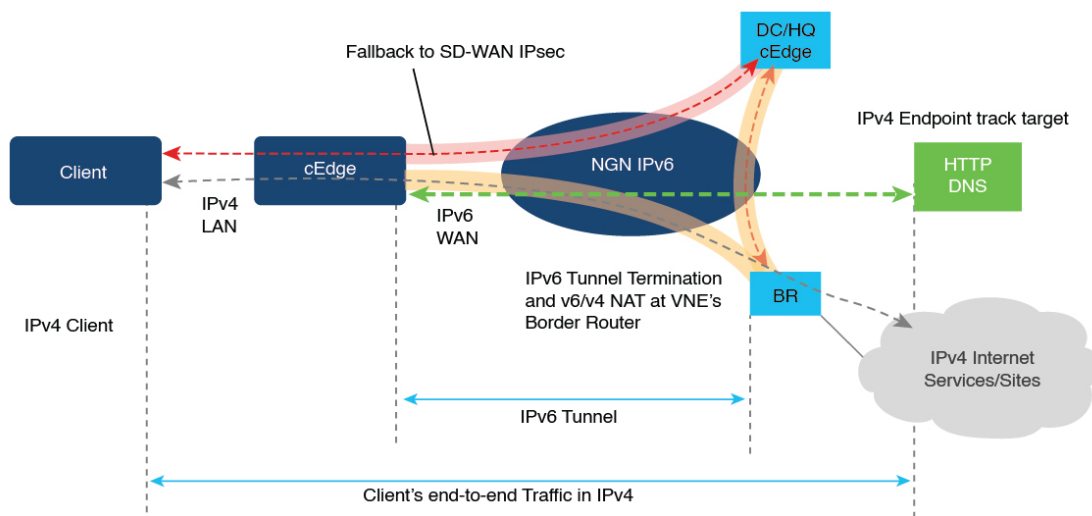 DC/HQ
cEdge
Fallback to SD-WAN IPsec
IPv4 Endpoint track target
Client
cEdge
NGN IPv6
HTTP
DNS
IPv4
LAN
IPv6
WAN
IPv6 Tunnel Termination
and v6/v4 NAT at VNE's
Border Router
BR
IPv4 Client
IPv4 Internet
Services/Sites
IPv6 Tunnel
Client's end-to-end Traffic in IPv4